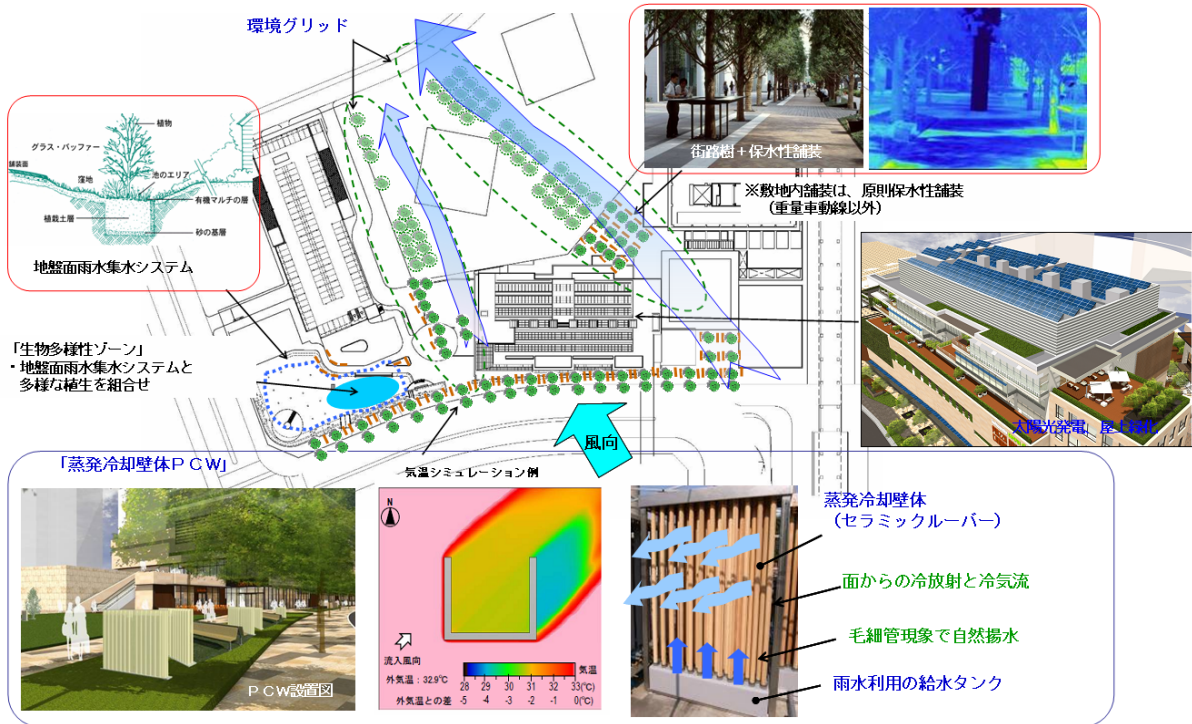 環境グリッド
植物
グラス・バッファー
舗装面
窪地
池のエリア
有機マルチの層
植栽土層
砂の基層
地盤面雨水集水システム
街路樹+保水性舗装
※敷地内舗装は、原則保水性舗装
(重量車動線以外)
「生物多様性ゾーン」
・地盤面雨水集水システムと
多様な植生を組合せ
太陽光発電、屋上緑化
風向
「蒸発冷却壁体PCW」
気温シミュレーション例
PCW設置図
N
流入風向
外気温:32.9℃
気温
28 29 30 31 32 33(℃)
外気温との差 -5 -4 -3 -2 -1 0(℃)
蒸発冷却壁体
(セラミックルーバー)
面からの冷放射と冷気流
毛細管現象で自然揚水
雨水利用の給水タンク